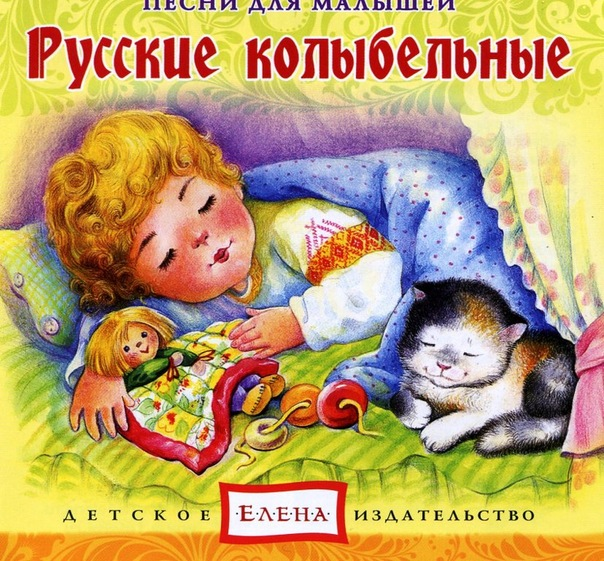 ПЕСНИ ДЛЯ МАЛЫШЕЙ
Русские колыбельные
ДЕТСКОЕ ЕЛЕНА ИЗДАТЕЛЬСТВО